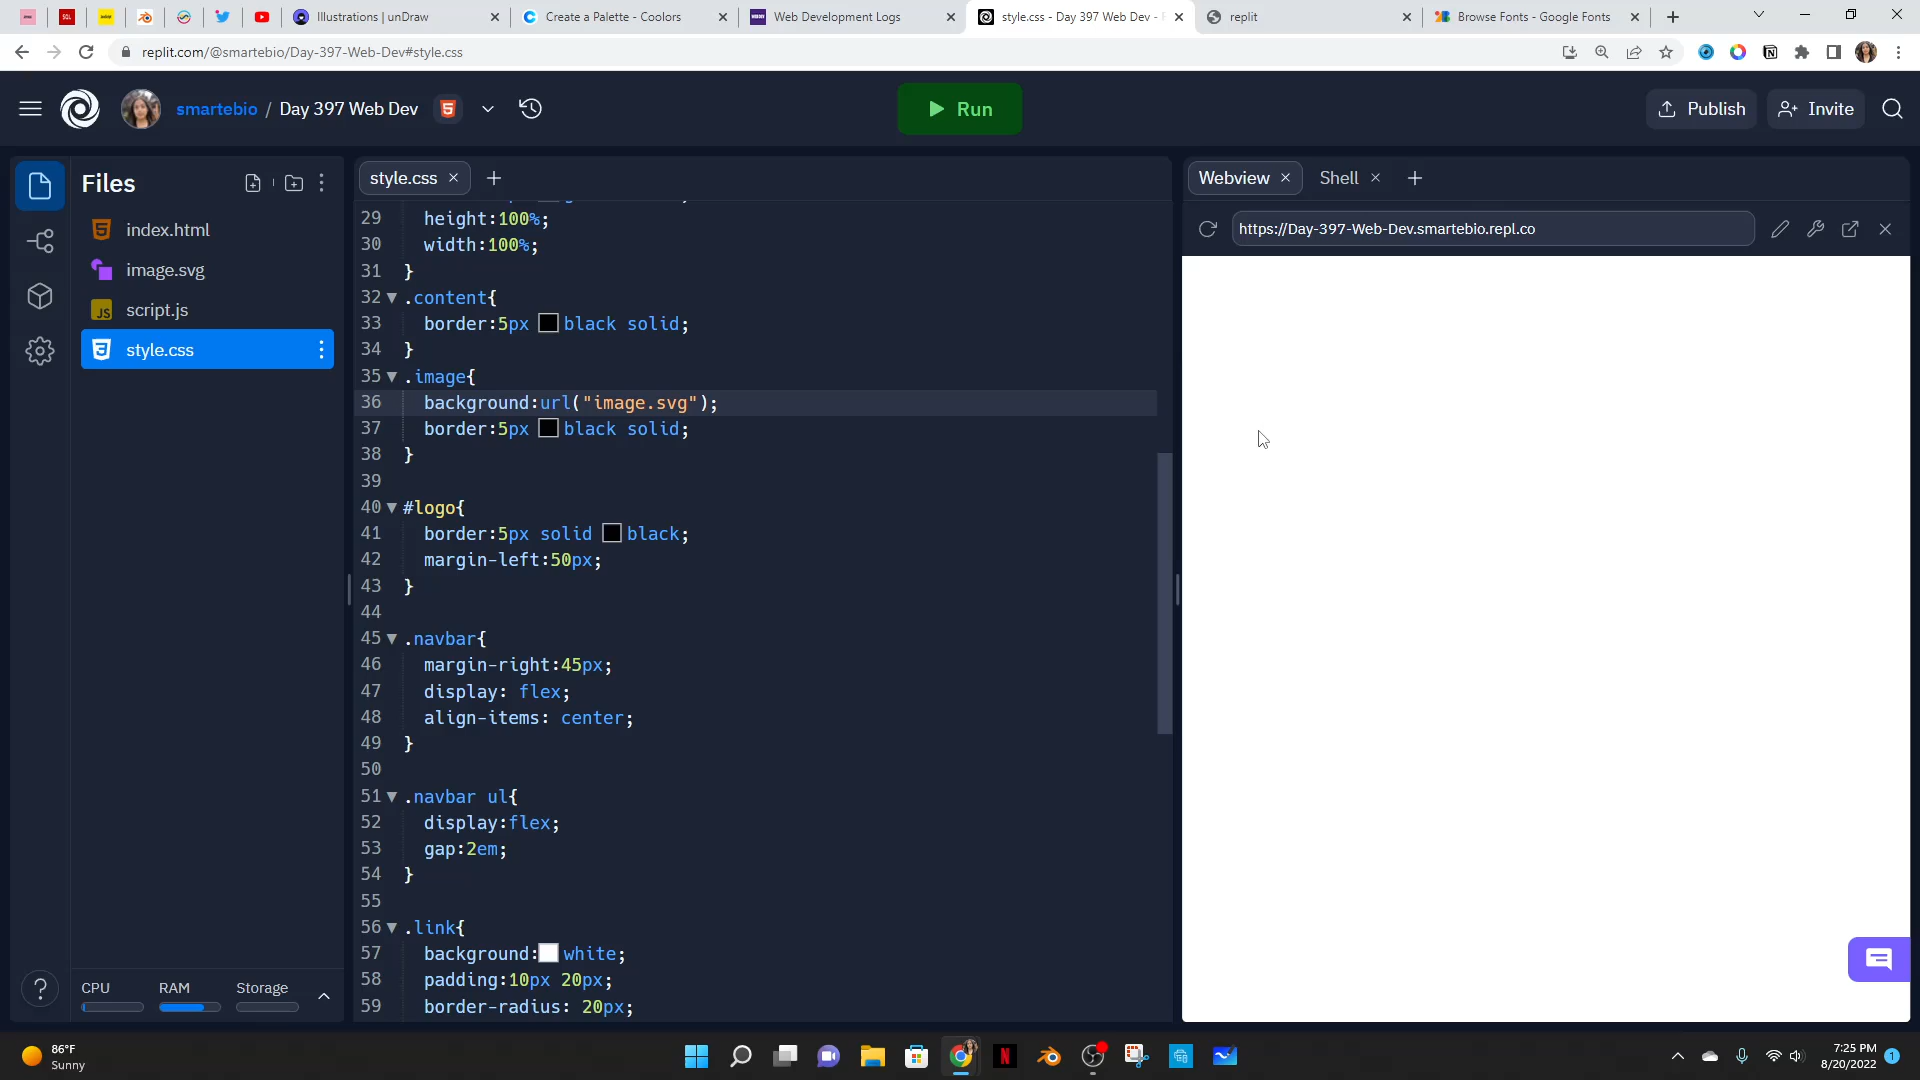 Illustrations | unDraw
Create a Palette - Coolors
Web Development Logs
style.css - Day 397 Web Dev -
replit
Browse Fonts - Google Fonts
replit.com/@smartebio/Day-397-Web-Dev#style.css
smartebio / Day 397 Web Dev
Run
Publish
Invite
Files
index.html
image.svg
script.js
style.css
CPU
RAM
Storage
style.css
29 height:100%;
30 width:100%;
31 }
32 .content{
33 border:5px black solid;
34 }
35 .image{
36 background:url("image.svg");
37 border:5px black solid;
38 }
39
40 #logo{
41 border:5px solid black;
42 margin-left:50px;
43 }
44
45 .navbar{
46 margin-right:45px;
47 display: flex;
48 align-items: center;
49 }
50
51 .navbar ul{
52 display:flex;
53 gap:2em;
54 }
55
56 .link{
57 background: white;
58 padding:10px 20px;
59 border-radius: 20px;
Webview
Shell
https://Day-397-Web-Dev.smartebio.repl.co
86°F
Sunny
7:25 PM
8/20/2022
1